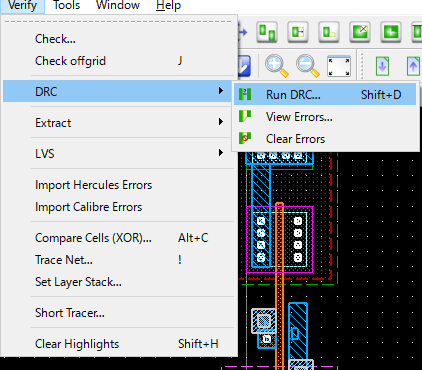 Verify Tools Window Help
Check...
Check offgrid J
DRC
Run DRC... Shift+D
Extract
View Errors...
Clear Errors
LVS
Import Hercules Errors
Import Calibre Errors
Compare Cells (XOR)... Alt+C
Trace Net... !
Set Layer Stack...
Short Tracer...
Clear Highlights Shift+H